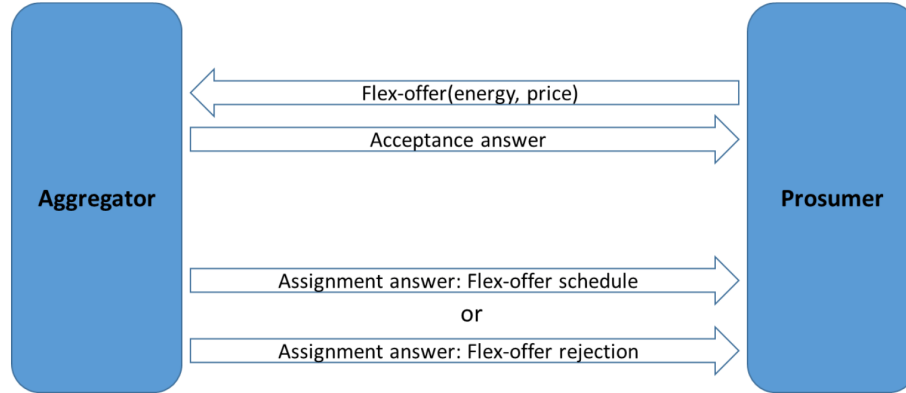 Flex-offer(energy, price)
Acceptance answer
Aggregator
Prosumer
Assignment answer: Flex-offer schedule
or
Assignment answer: Flex-offer rejection